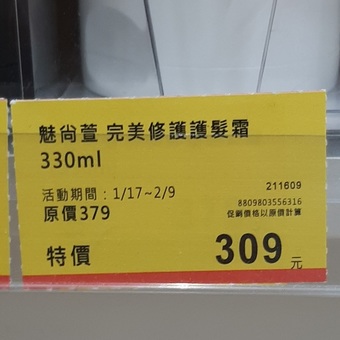 魅尚萱 完美修護護髮霜
330ml
活動期間：1/17~2/9
211609
8809803556316
原價379
促銷價格以原價計算
特價 309元